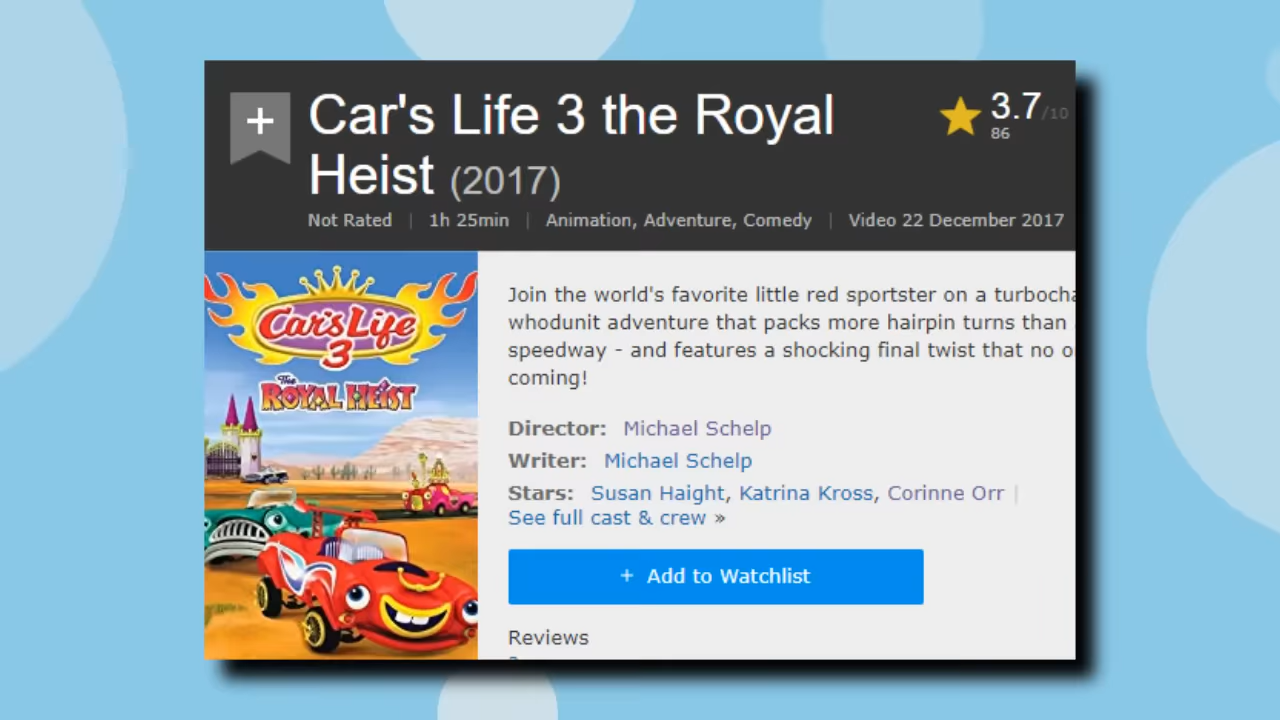 + Car's Life 3 the Royal
Heist (2017)
3.7/10
86
Not Rated | 1h 25min | Animation, Adventure, Comedy | Video 22 December 2017
Car's Life
3
The
ROYAL HEIST
Join the world's favorite little red sportster on a turbocha
whodunit adventure that packs more hairpin turns than
speedway - and features a shocking final twist that no o
coming!
Director: Michael Schelp
Writer: Michael Schelp
Stars: Susan Haight, Katrina Kross, Corinne Orr |
See full cast & crew »
+ Add to Watchlist
Reviews